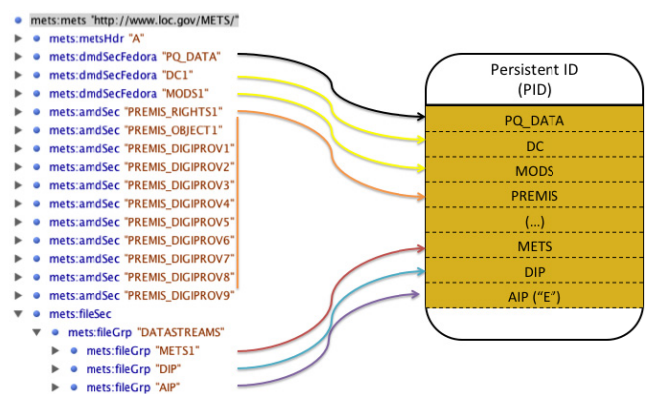 mets:mets "http://www.loc.gov/METS/"
mets:metsHdr "A"
mets:dmdSecFedora "PQ_DATA"
mets:dmdSecFedora "DC1"
mets:dmdSecFedora "MODS1"
mets:amdSec "PREMIS_RIGHTS1"
mets:amdSec "PREMIS_OBJECT1"
mets:amdSec "PREMIS_DIGIPROV1"
mets:amdSec "PREMIS_DIGIPROV2"
mets:amdSec "PREMIS_DIGIPROV3"
mets:amdSec "PREMIS_DIGIPROV4"
mets:amdSec "PREMIS_DIGIPROV5"
mets:amdSec "PREMIS_DIGIPROV6"
mets:amdSec "PREMIS_DIGIPROV7"
mets:amdSec "PREMIS_DIGIPROV8"
mets:amdSec "PREMIS_DIGIPROV9"
mets:fileSec
mets:fileGrp "DATASTREAMS"
mets:fileGrp "METS1"
mets:fileGrp "DIP"
mets:fileGrp "AIP"
Persistent ID
(PID)
PQ_DATA
DC
MODS
PREMIS
(...)
METS
DIP
AIP (“E”)